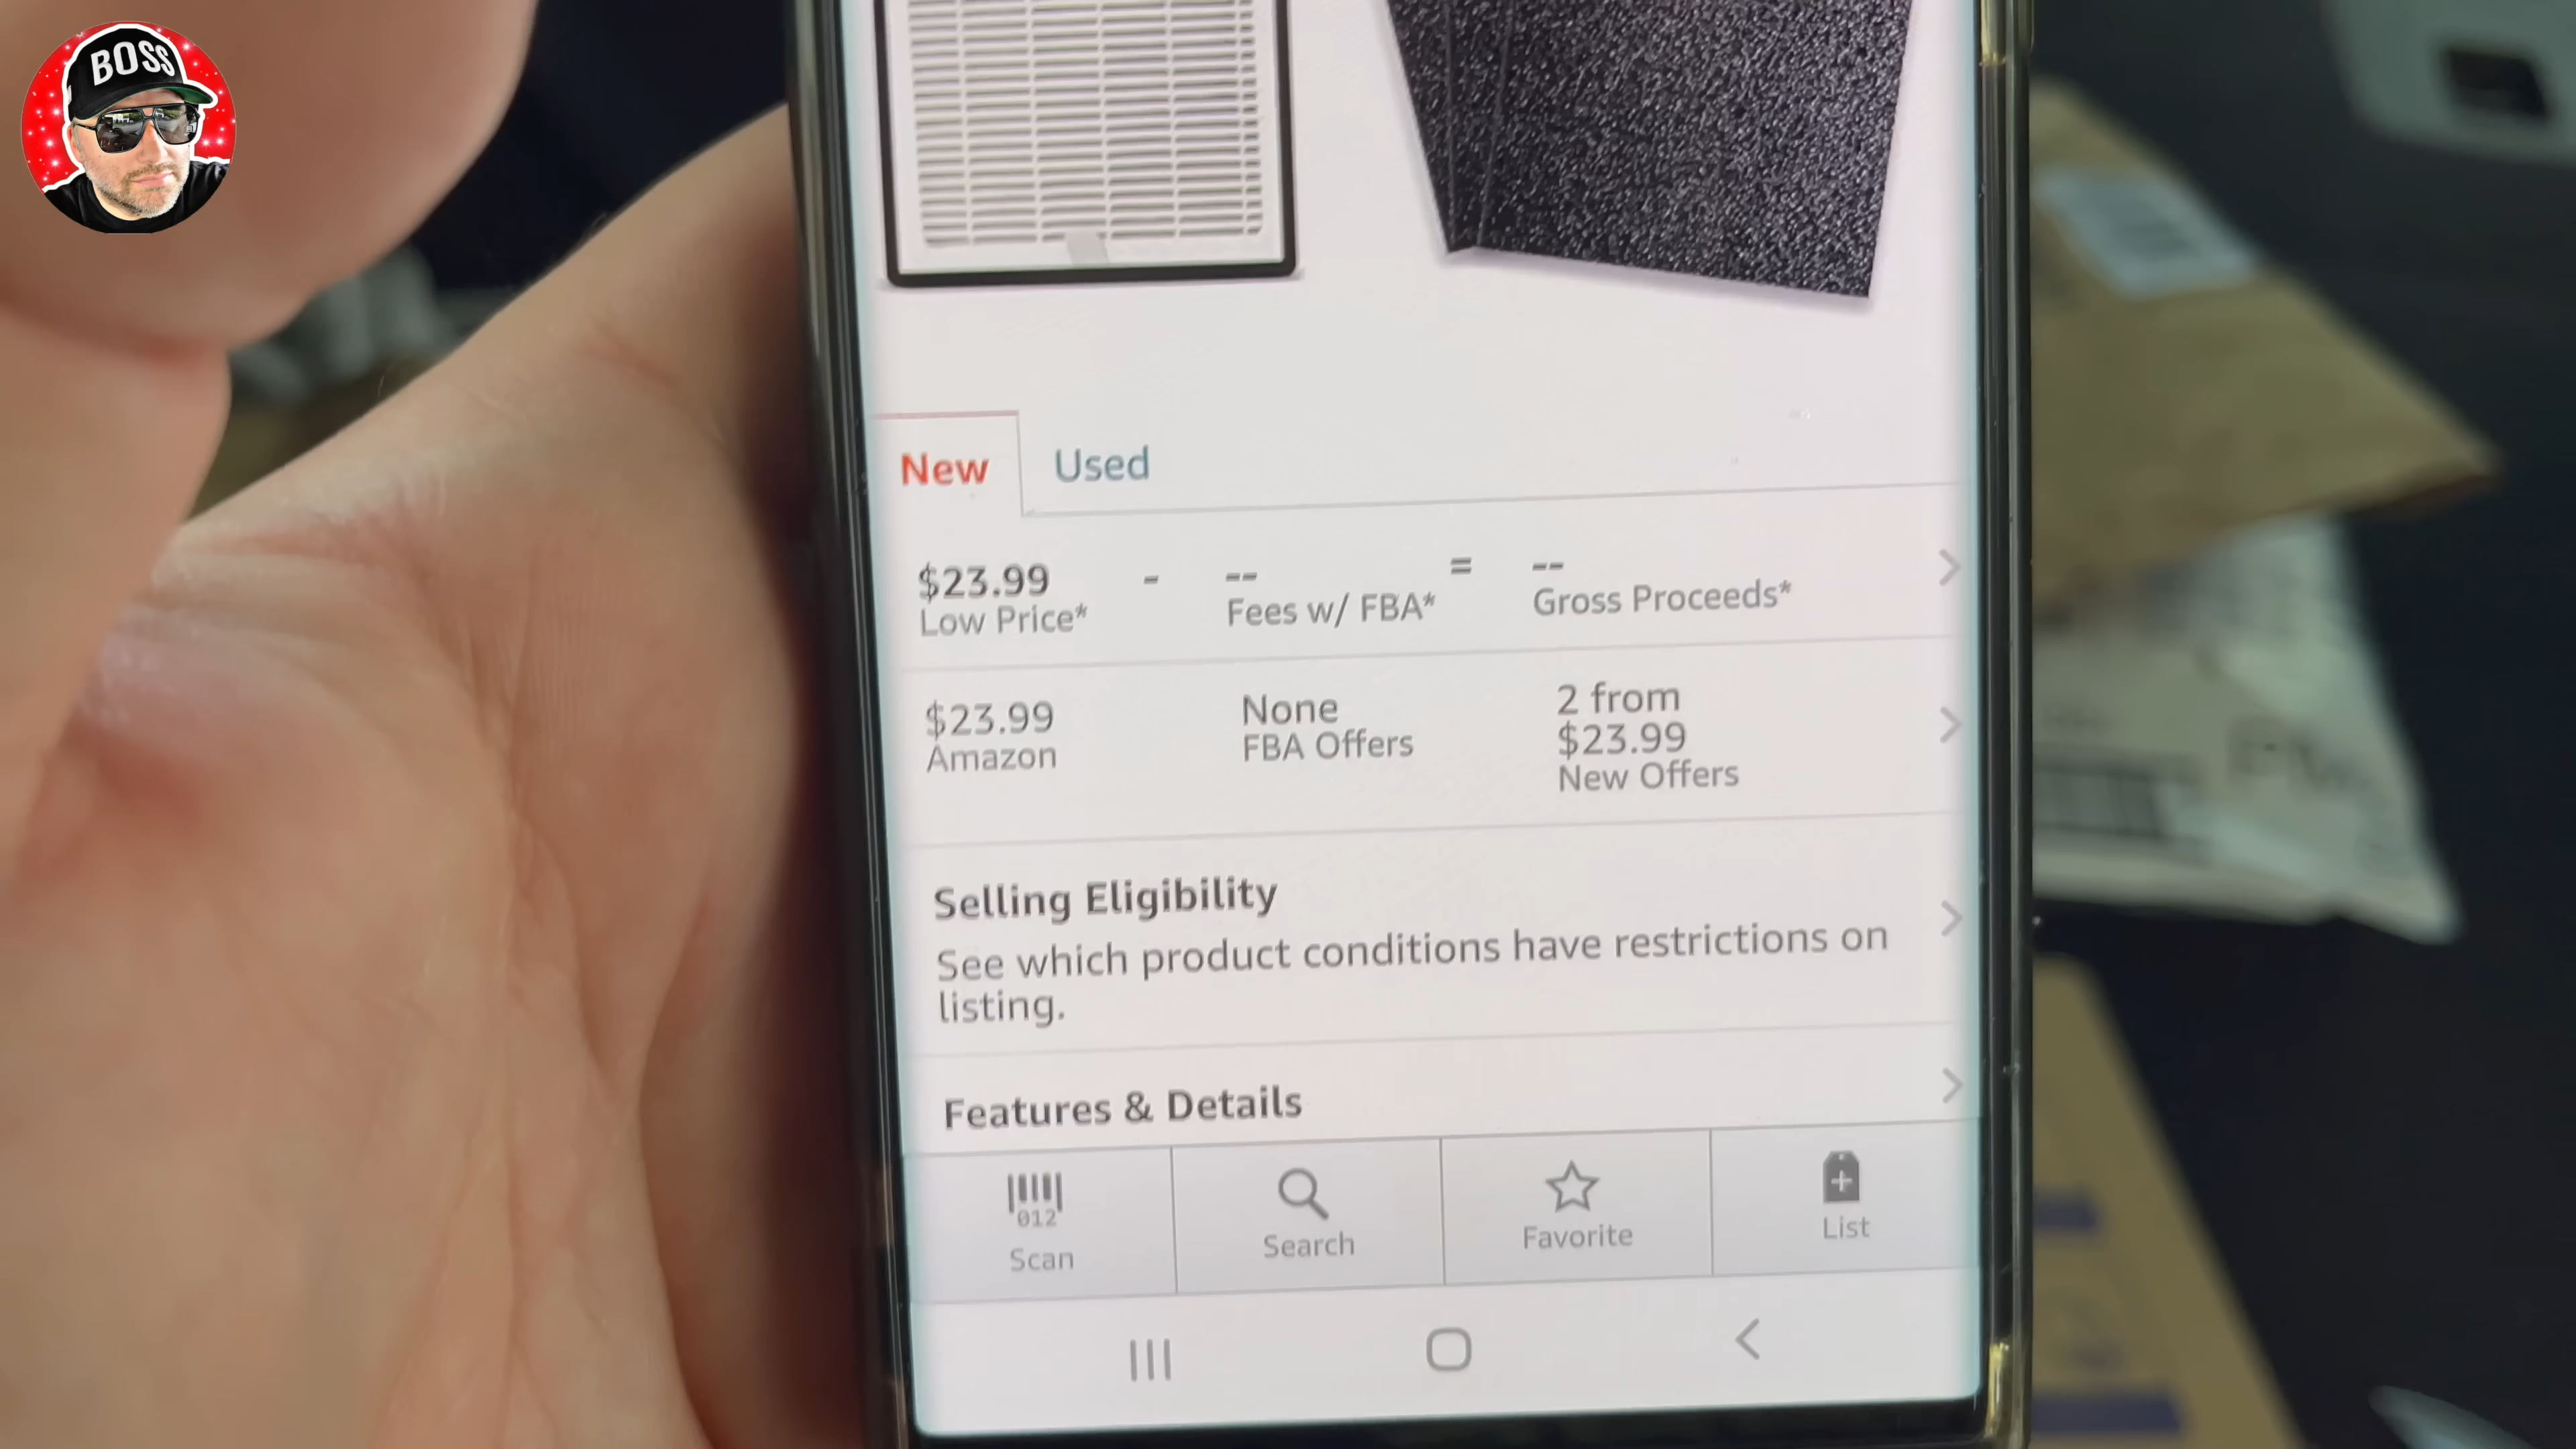 BOSS
New Used
$23.99 - -- = --
Low Price* Fees w/ FBA* Gross Proceeds*
$23.99 None 2 from
Amazon FBA Offers $23.99
New Offers
Selling Eligibility
See which product conditions have restrictions on
listing.
Features & Details
012
Scan Search Favorite List